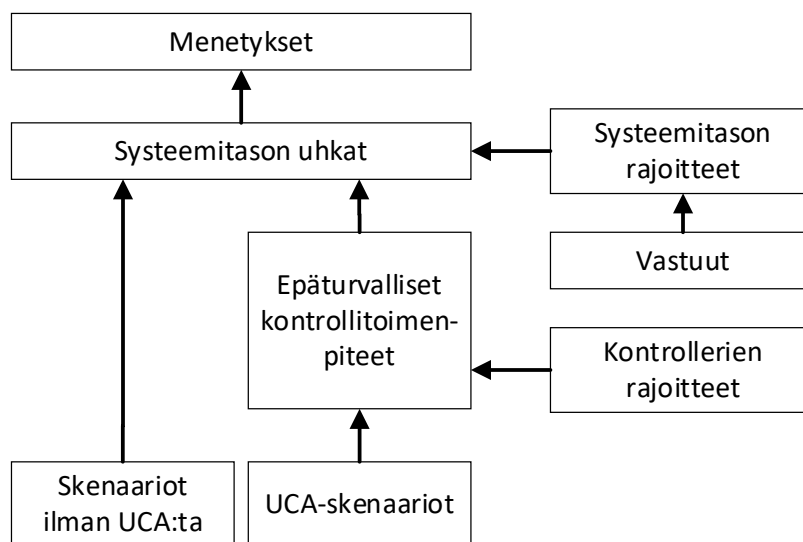 Menetykset
Systeemitason uhkat
Systeemitason
rajoitteet
Vastuut
Epäturvalliset
kontrollitoimen-
piteet
Kontrollerien
rajoitteet
Skenaariot
ilman UCA:ta
UCA-skenaariot